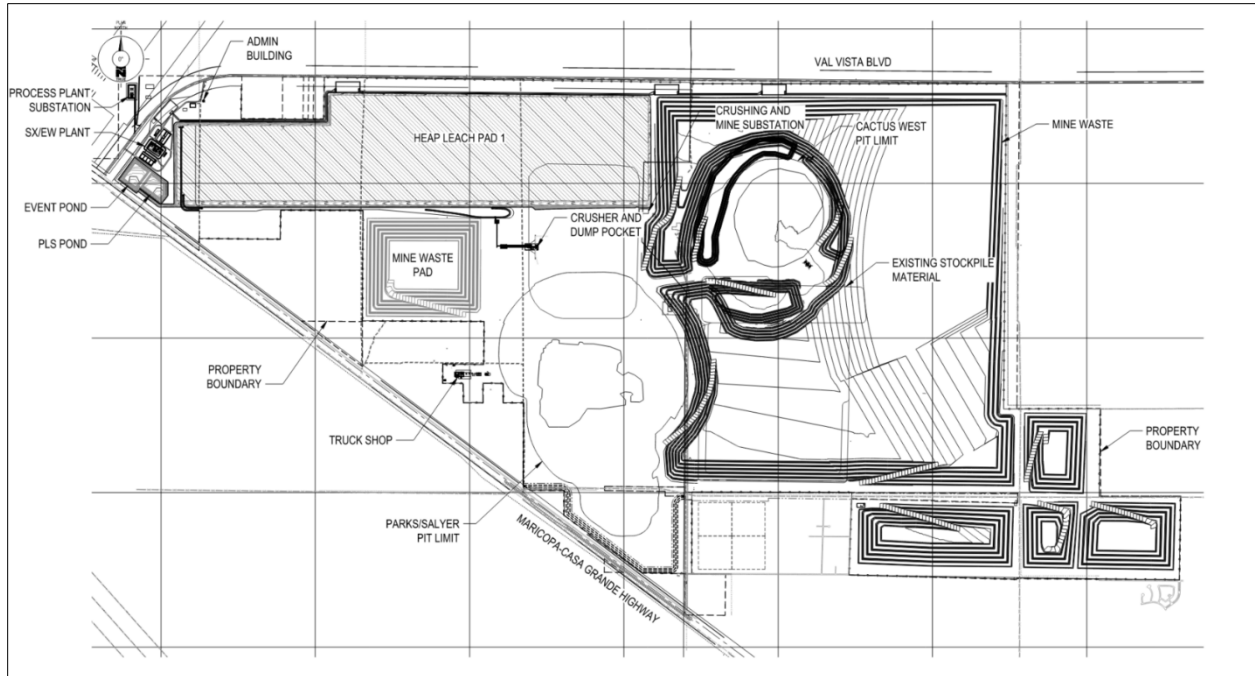 ADMIN
BUILDING
VAL VISTA BLVD
PROCESS PLANT
SUBSTATION
SX/EW PLANT
EVENT POND
PLS POND
HEAP LEACH PAD 1
CRUSHING AND
MINE SUBSTATION
CACTUS WEST
PIT LIMIT
MINE WASTE
CRUSHER AND
DUMP POCKET
MINE WASTE
PAD
EXISTING STOCKPILE
MATERIAL
PROPERTY
BOUNDARY
TRUCK SHOP
PROPERTY
BOUNDARY
PARKS/SALYER
PIT LIMIT
MARICOPA-CASA GRANDE HIGHWAY